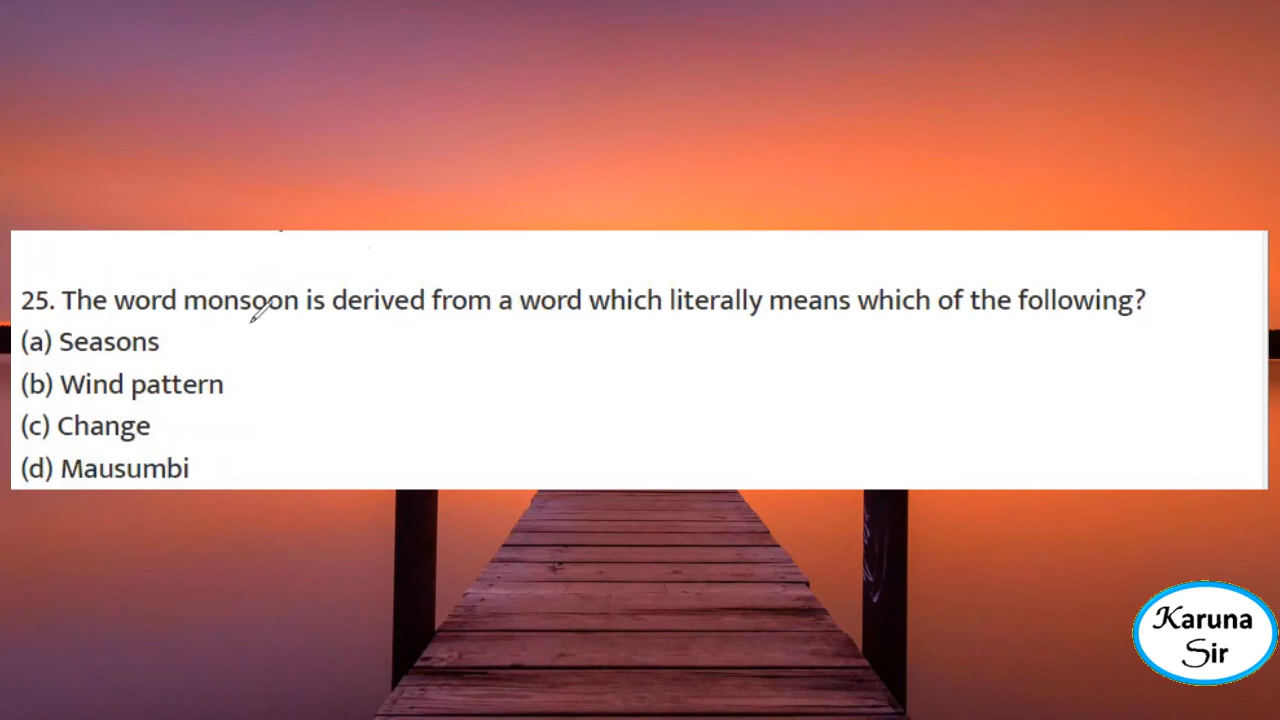 25. The word monsoon is derived from a word which literally means which of the following?
(a) Seasons
(b) Wind pattern
(c) Change
(d) Mausumbi
Karuna
Sir